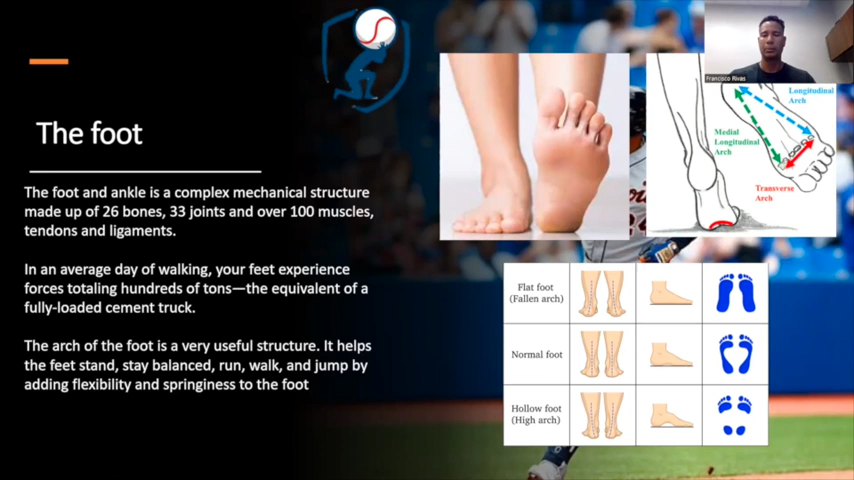 Francisco Rivas
The foot
The foot and ankle is a complex mechanical structure
made up of 26 bones, 33 joints and over 100 muscles,
tendons and ligaments.
In an average day of walking, your feet experience
forces totaling hundreds of tons—the equivalent of a
fully-loaded cement truck.
The arch of the foot is a very useful structure. It helps
the feet stand, stay balanced, run, walk, and jump by
adding flexibility and springiness to the foot
Longitudinal
Arch
Medial
Longitudinal
Arch
Transverse
Arch
Flat foot
(Fallen arch)
Normal foot
Hollow foot
(High arch)